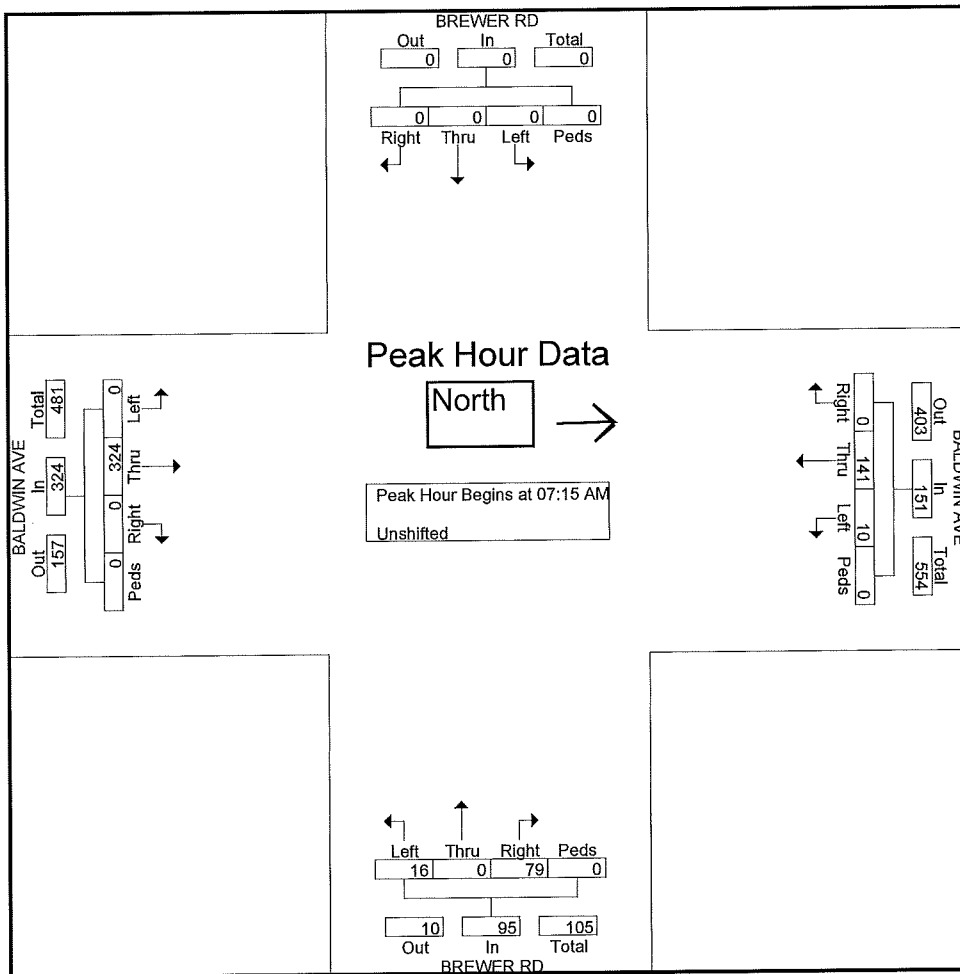 BREWER RD
Out In Total
0 0 0
0 0 0 0
Right Thru Left Peds
Peak Hour Data
North
Peak Hour Begins at 07:15 AM
Unshifted
BALDWIN AVE
Out In Total
157 324 481
Left Thru Right Peds
0 324 0 0
Right Thru Left Peds
0 141 10 0
Out In Total
403 151 554
BALDWIN AVE
Left Thru Right Peds
16 0 79 0
10 95 105
Out In Total
BREWER RD